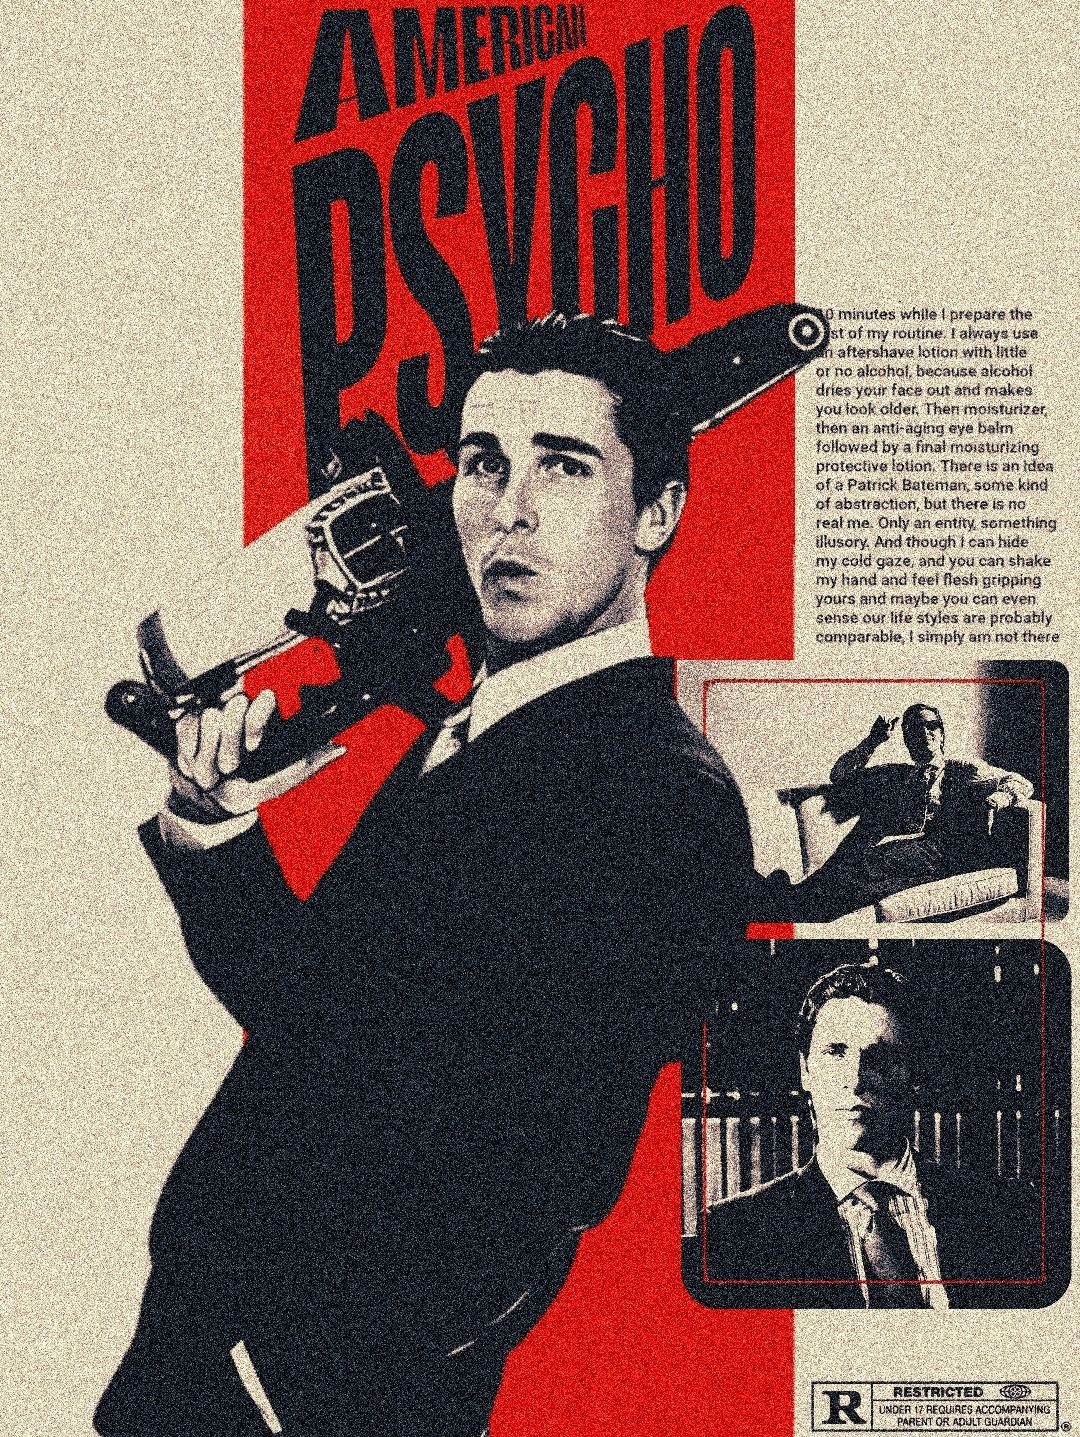 AMERICAN
PSYCHO
0 minutes while I prepare the
st of my routine. I always use
an aftershave lotion with little
or no alcohol, because alcohol
dries your face out and makes
you look older. Then moisturizer,
then an anti-aging eye balm
followed by a final moisturizing
protective lotion. There is an idea
of a Patrick Bateman, some kind
of abstraction, but there is no
real me. Only an entity, something
illusory. And though I can hide
my cold gaze, and you can shake
my hand and feel flesh gripping
yours and maybe you can even
sense our life styles are probably
comparable, I simply am not there
R RESTRICTED
UNDER 17 REQUIRES ACCOMPANYING
PARENT OR ADULT GUARDIAN ®